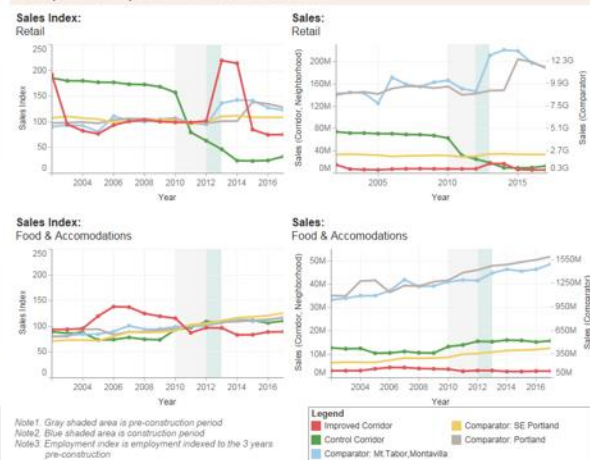 Sales Index:
Retail
250
200
150
100
50
0
Sales Index
2004
2006
2008
2010
2012
2014
2016
Year
Sales:
Retail
200M
160M
120M
80M
40M
0M
Sales (Corridor, Neighborhood)
12.3G
9.9G
7.5G
5.1G
2.7G
0.3G
Sales (Comparator)
2005
2010
2015
Year
Sales Index:
Food & Accomodations
250
200
150
100
50
0
Sales Index
2004
2006
2008
2010
2012
2014
2016
Year
Sales:
Food & Accomodations
50M
40M
30M
20M
10M
0M
Sales (Corridor, Neighborhood)
1550M
1250M
950M
650M
350M
50M
Sales (Comparator)
2004
2006
2008
2010
2012
2014
2016
Year
Note1. Gray shaded area is pre-construction period
Note2. Blue shaded area is construction period
Note3. Employment index is employment indexed to the 3 years
pre-construction
Legend
Improved Corridor
Control Corridor
Comparator: Mt.Tabor,Montavilla
Comparator: SE Portland
Comparator: Portland